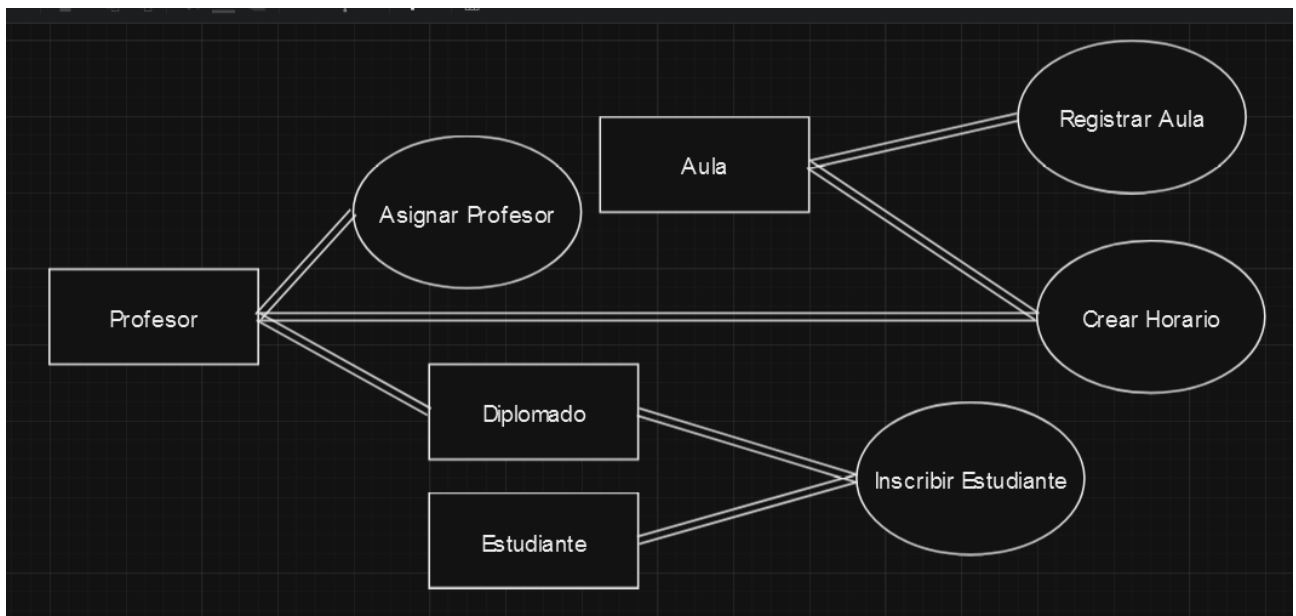 Registrar Aula
Aula
Asignar Profesor
Profesor
Crear Horario
Diplomado
Inscribir Estudiante
Estudiante